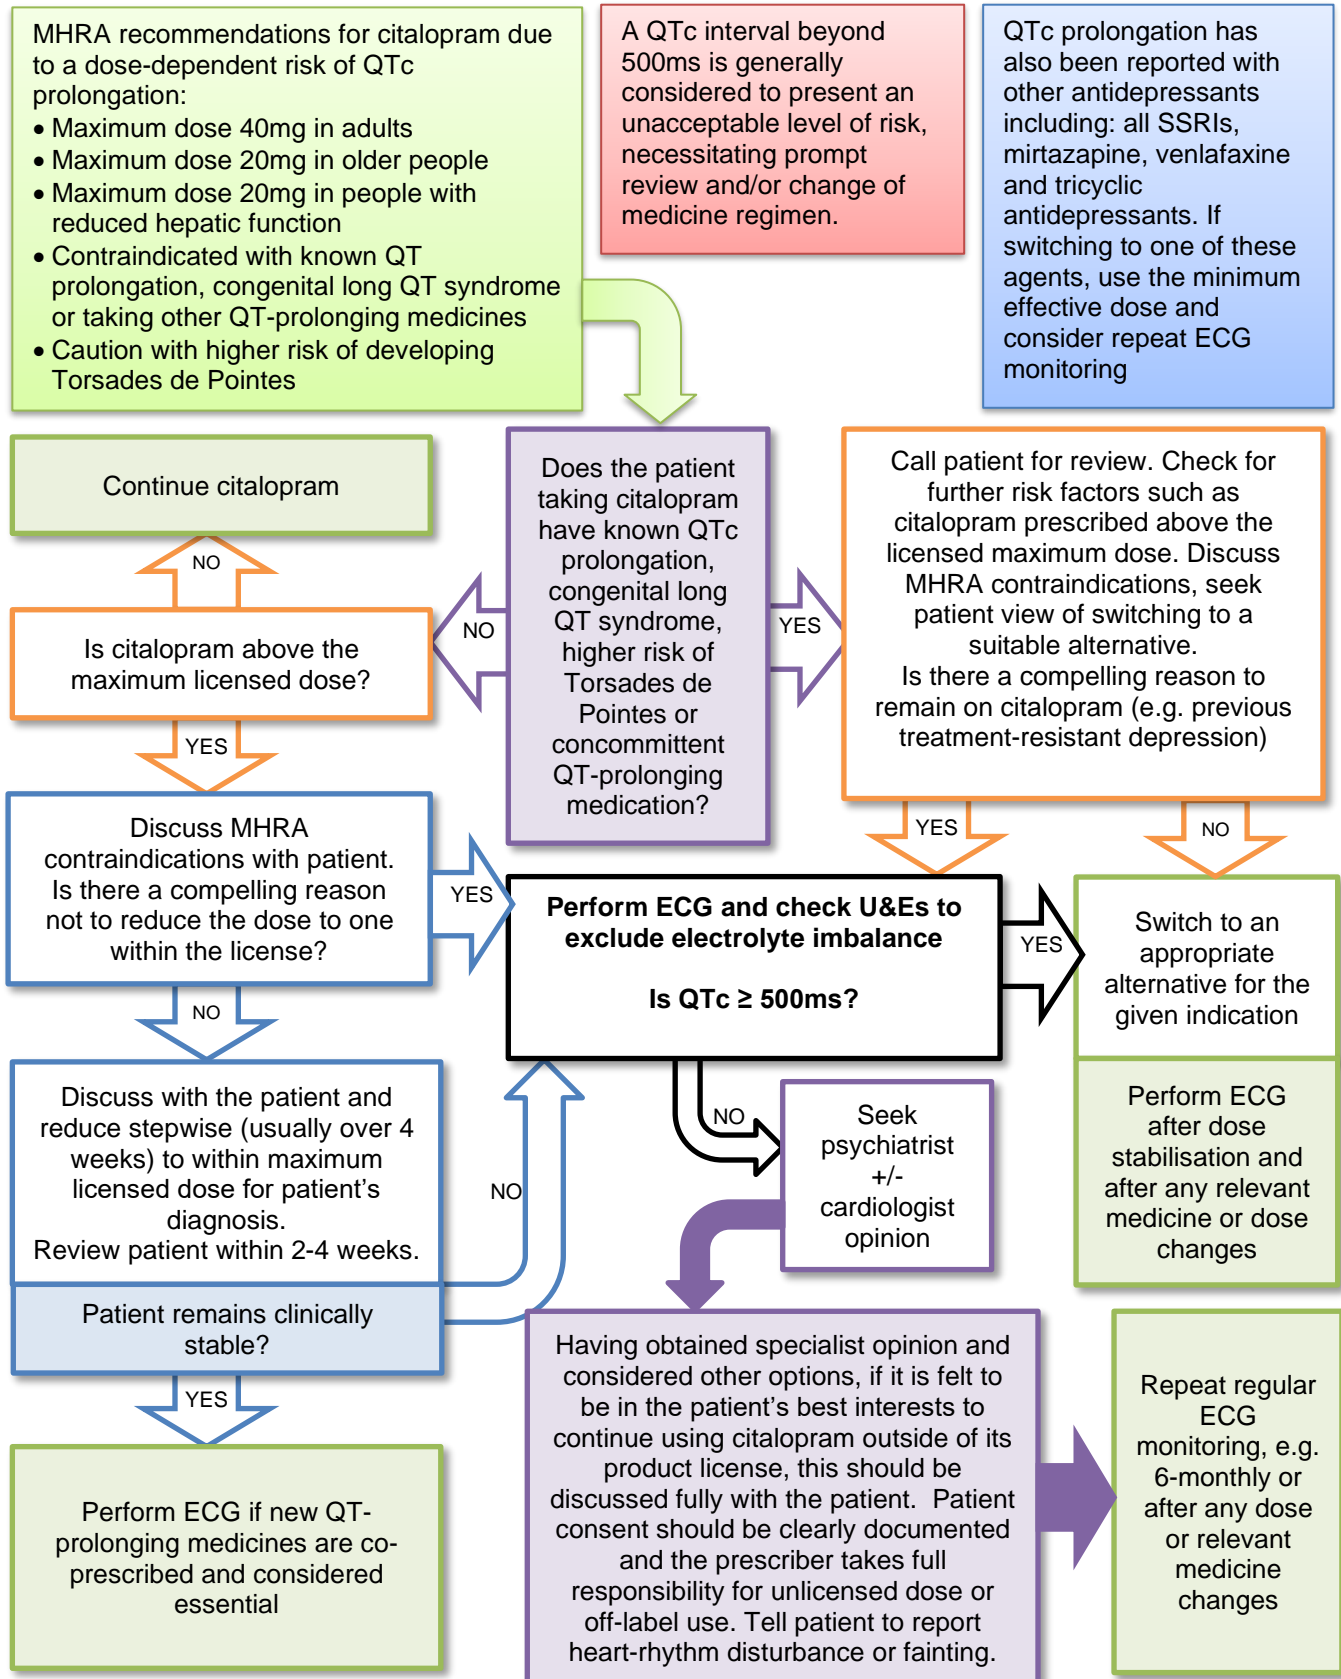 MHRA recommendations for citalopram due
to a dose-dependent risk of QTc
prolongation:
• Maximum dose 40mg in adults
• Maximum dose 20mg in older people
• Maximum dose 20mg in people with
reduced hepatic function
• Contraindicated with known QT
prolongation, congenital long QT syndrome
or taking other QT-prolonging medicines
• Caution with higher risk of developing
Torsades de Pointes
A QTc interval beyond
500ms is generally
considered to present an
unacceptable level of risk,
necessitating prompt
review and/or change of
medicine regimen.
QTc prolongation has
also been reported with
other antidepressants
including: all SSRIs,
mirtazapine, venlafaxine
and tricyclic
antidepressants. If
switching to one of these
agents, use the minimum
effective dose and
consider repeat ECG
monitoring
Continue citalopram
NO
Is citalopram above the
maximum licensed dose?
NO
Does the patient
taking citalopram
have known QTc
prolongation,
congenital long
QT syndrome,
higher risk of
Torsades de
Pointes or
concommittent
QT-prolonging
medication?
YES
Call patient for review. Check for
further risk factors such as
citalopram prescribed above the
licensed maximum dose. Discuss
MHRA contraindications, seek
patient view of switching to a
suitable alternative.
Is there a compelling reason to
remain on citalopram (e.g. previous
treatment-resistant depression)
YES
YES
NO
Discuss MHRA
contraindications with patient.
Is there a compelling reason
not to reduce the dose to one
within the license?
YES
Perform ECG and check U&Es to
exclude electrolyte imbalance
Is QTc ≥ 500ms?
YES
Switch to an
appropriate
alternative for the
given indication
NO
Discuss with the patient and
reduce stepwise (usually over 4
weeks) to within maximum
licensed dose for patient's
diagnosis.
Review patient within 2-4 weeks.
NO
NO
Seek
psychiatrist
+/-
cardiologist
opinion
Perform ECG
after dose
stabilisation and
after any relevant
medicine or dose
changes
Patient remains clinically
stable?
YES
Perform ECG if new QT-
prolonging medicines are co-
prescribed and considered
essential
Having obtained specialist opinion and
considered other options, if it is felt to
be in the patient's best interests to
continue using citalopram outside of its
product license, this should be
discussed fully with the patient.  Patient
consent should be clearly documented
and the prescriber takes full
responsibility for unlicensed dose or
off-label use. Tell patient to report
heart-rhythm disturbance or fainting.
Repeat regular
ECG
monitoring, e.g.
6-monthly or
after any dose
or relevant
medicine
changes